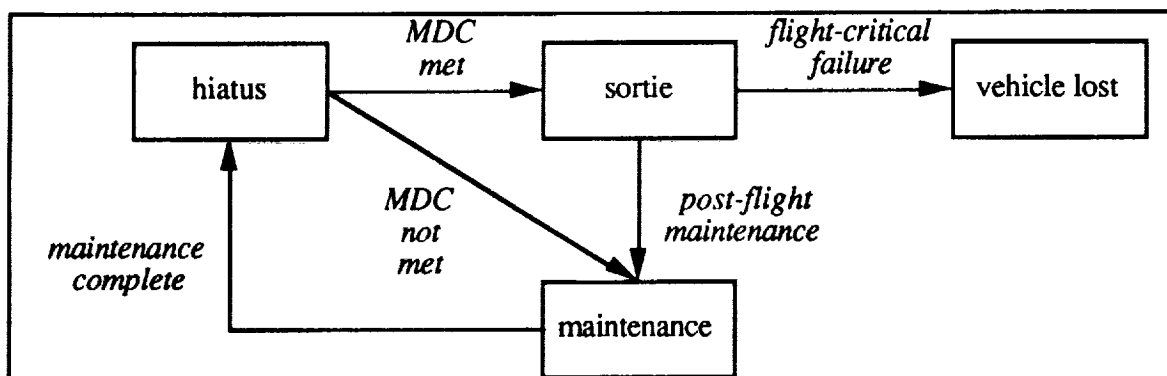 hiatus
MDC
met
sortie
flight-critical
failure
vehicle lost
MDC
not
met
post-flight
maintenance
maintenance
complete
maintenance